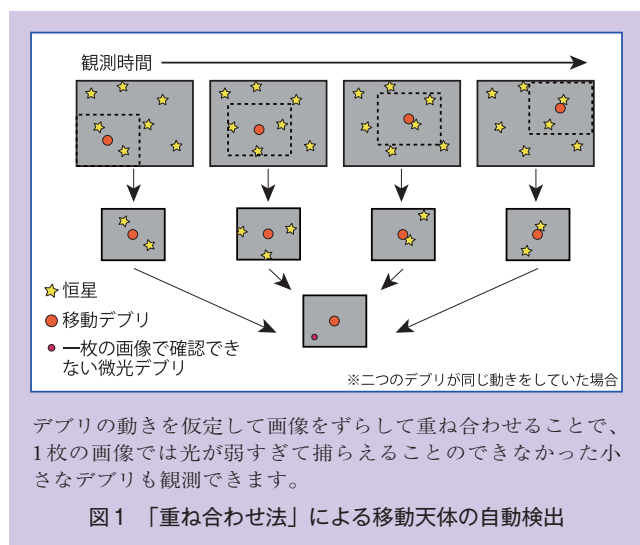 観測時間
恒星
移動デブリ
一枚の画像で確認でき
ない微光デブリ
※二つのデブリが同じ動きをしていた場合
デブリの動きを仮定して画像をずらして重ね合わせることで、
1枚の画像では光が弱すぎて捕らえることのできなかった小
さなデブリも観測できます。
図1 「重ね合わせ法」による移動天体の自動検出